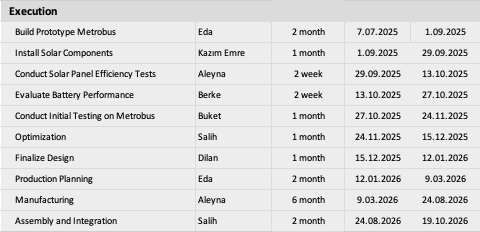 Execution
Build Prototype Metrobus Eda 2 month 7.07.2025 1.09.2025
Install Solar Components Kazım Emre 1 month 1.09.2025 29.09.2025
Conduct Solar Panel Efficiency Tests Aleyna 2 week 29.09.2025 13.10.2025
Evaluate Battery Performance Berke 2 week 13.10.2025 27.10.2025
Conduct Initial Testing on Metrobus Buket 1 month 27.10.2025 24.11.2025
Optimization Salih 1 month 24.11.2025 15.12.2025
Finalize Design Dilan 1 month 15.12.2025 12.01.2026
Production Planning Eda 2 month 12.01.2026 9.03.2026
Manufacturing Aleyna 6 month 9.03.2026 24.08.2026
Assembly and Integration Salih 2 month 24.08.2026 19.10.2026